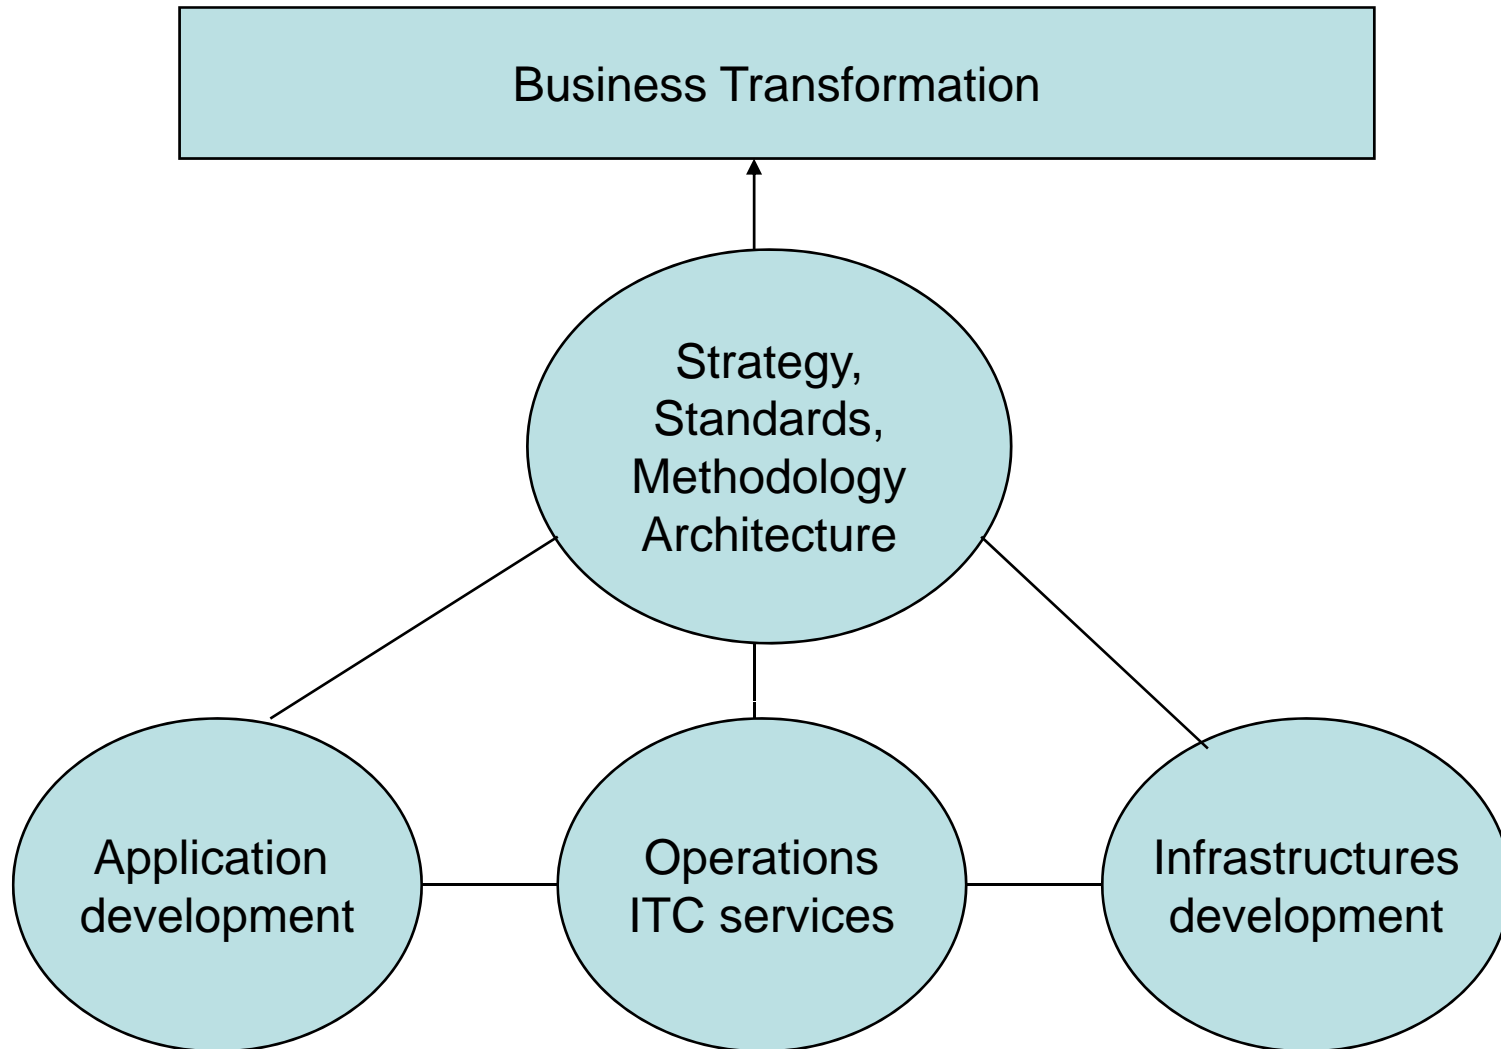 Business Transformation
Strategy,
Standards,
Methodology
Architecture
Application
development
Operations
ITC services
Infrastructures
development